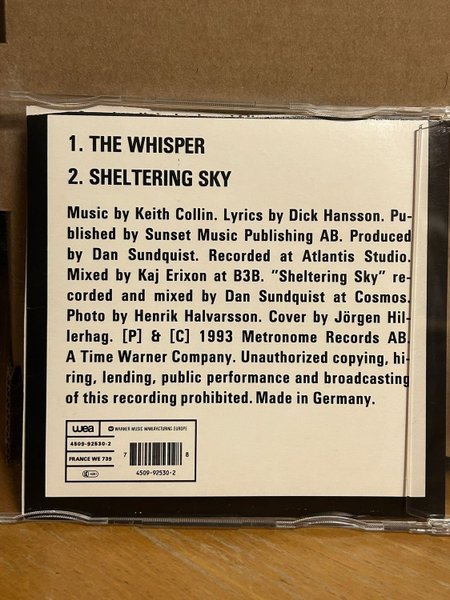 1. THE WHISPER
2. SHELTERING SKY
Music by Keith Collin. Lyrics by Dick Hansson. Pu-
blished by Sunset Music Publishing AB. Produced
by Dan Sundquist. Recorded at Atlantis Studio.
Mixed by Kaj Erixon at B3B. "Sheltering Sky" re-
corded and mixed by Dan Sundquist at Cosmos.
Photo by Henrik Halvarsson. Cover by Jörgen Hil-
lerhag. [P] & [C] 1993 Metronome Records AB.
A Time Warner Company. Unauthorized copying, hi-
ring, lending, public performance and broadcasting
of this recording prohibited. Made in Germany.
wea
WARNER MUSIC MANUFACTURING EUROPE
4509-92530-2
FRANCE WE 739
7
8
4509-92530-2